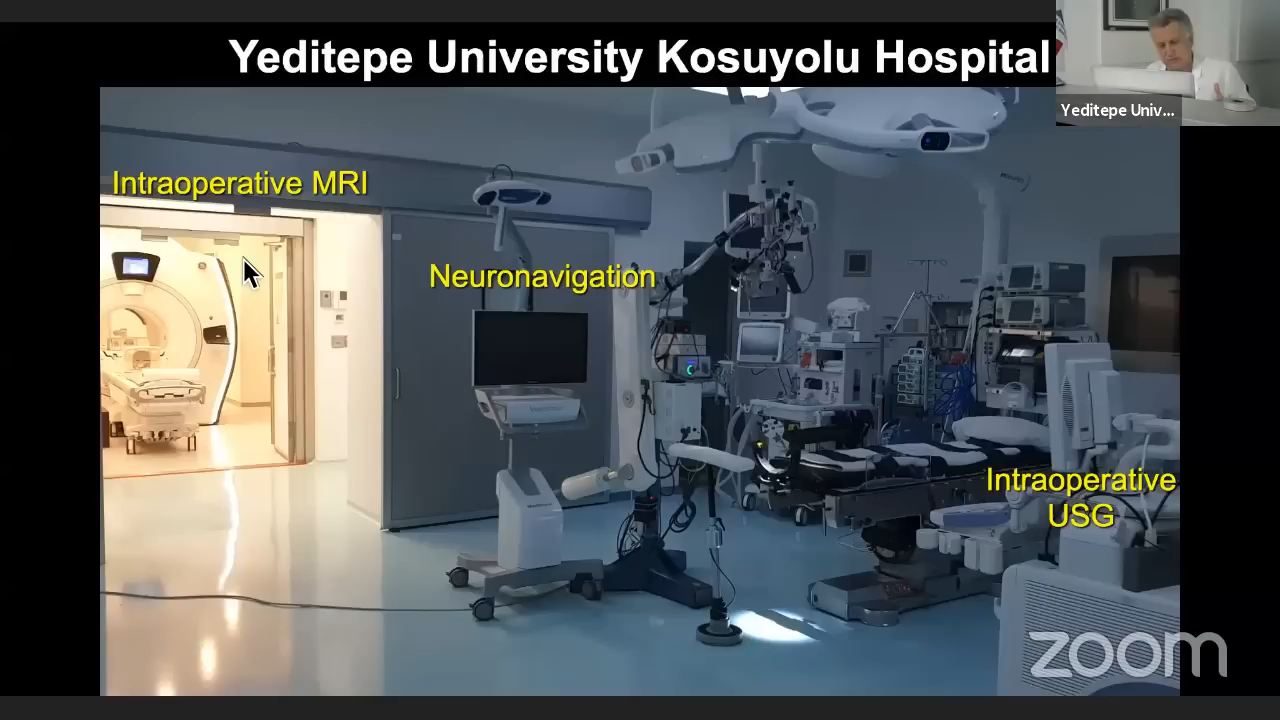 Yeditepe University Kosuyolu Hospital
Yeditepe Univ...
Intraoperative MRI
Neuronavigation
Intraoperative
USG
zoom